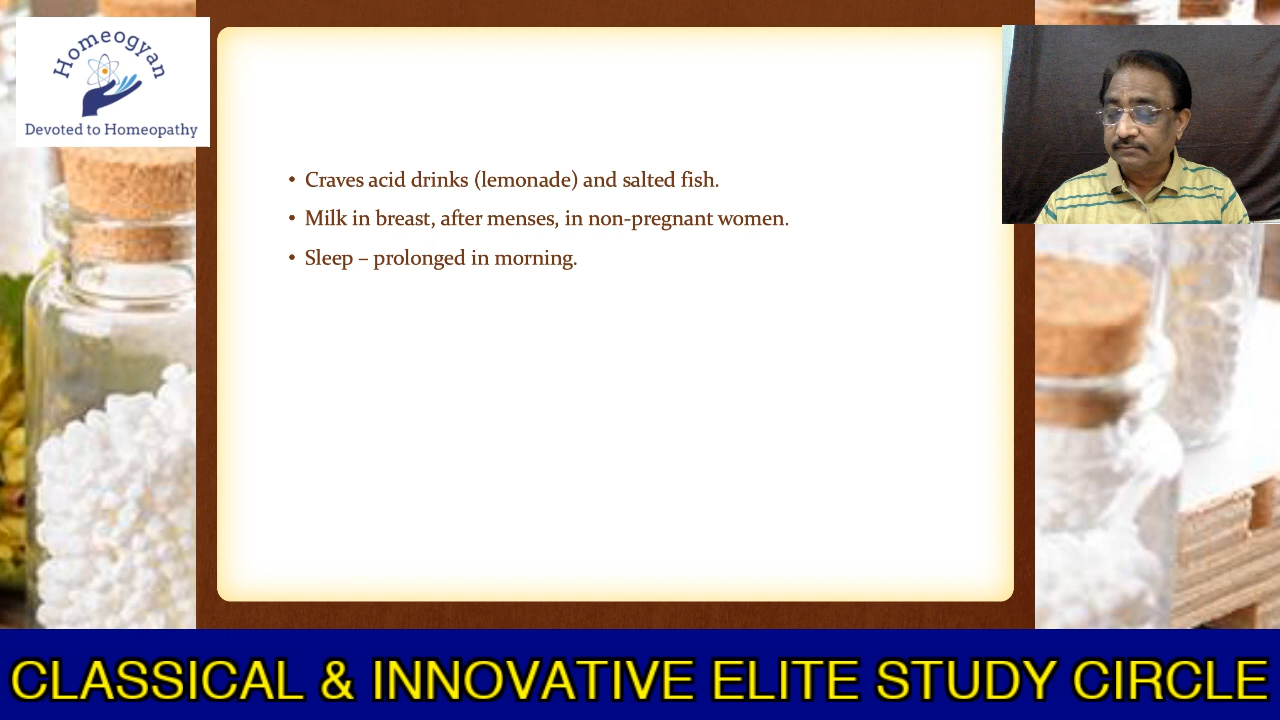 Homeogyan
Devoted to Homeopathy
• Craves acid drinks (lemonade) and salted fish.
• Milk in breast, after menses, in non-pregnant women.
• Sleep – prolonged in morning.
CLASSICAL & INNOVATIVE ELITE STUDY CIRCLE